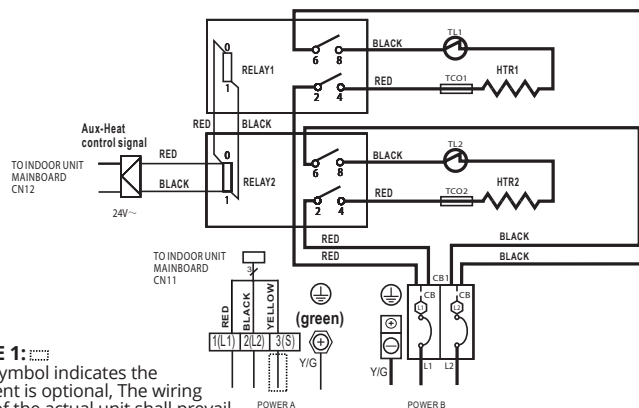 TL1
BLACK
0
6 8
RELAY1
HTR1
TCO1
RED
1
2 4
RED BLACK
Aux-Heat
control signal
0
TL2
BLACK
6 8
TO INDOOR UNIT
MAINBOARD
CN12
RED
RELAY2
HTR2
TCO2
RED
BLACK
1
2 4
24V~
RED
BLACK
RED
BLACK
TO INDOOR UNIT
MAINBOARD
CN11
3
CB1
CB CB
L1 L2
RED
BLACK
YELLOW
(green)
1(L1) 2(L2) 3(S)
Y/G
Y/G
L1 L2
E 1:
symbol indicates the
ent is optional, The wiring
of the actual unit shall prevail
POWER A
POWER B